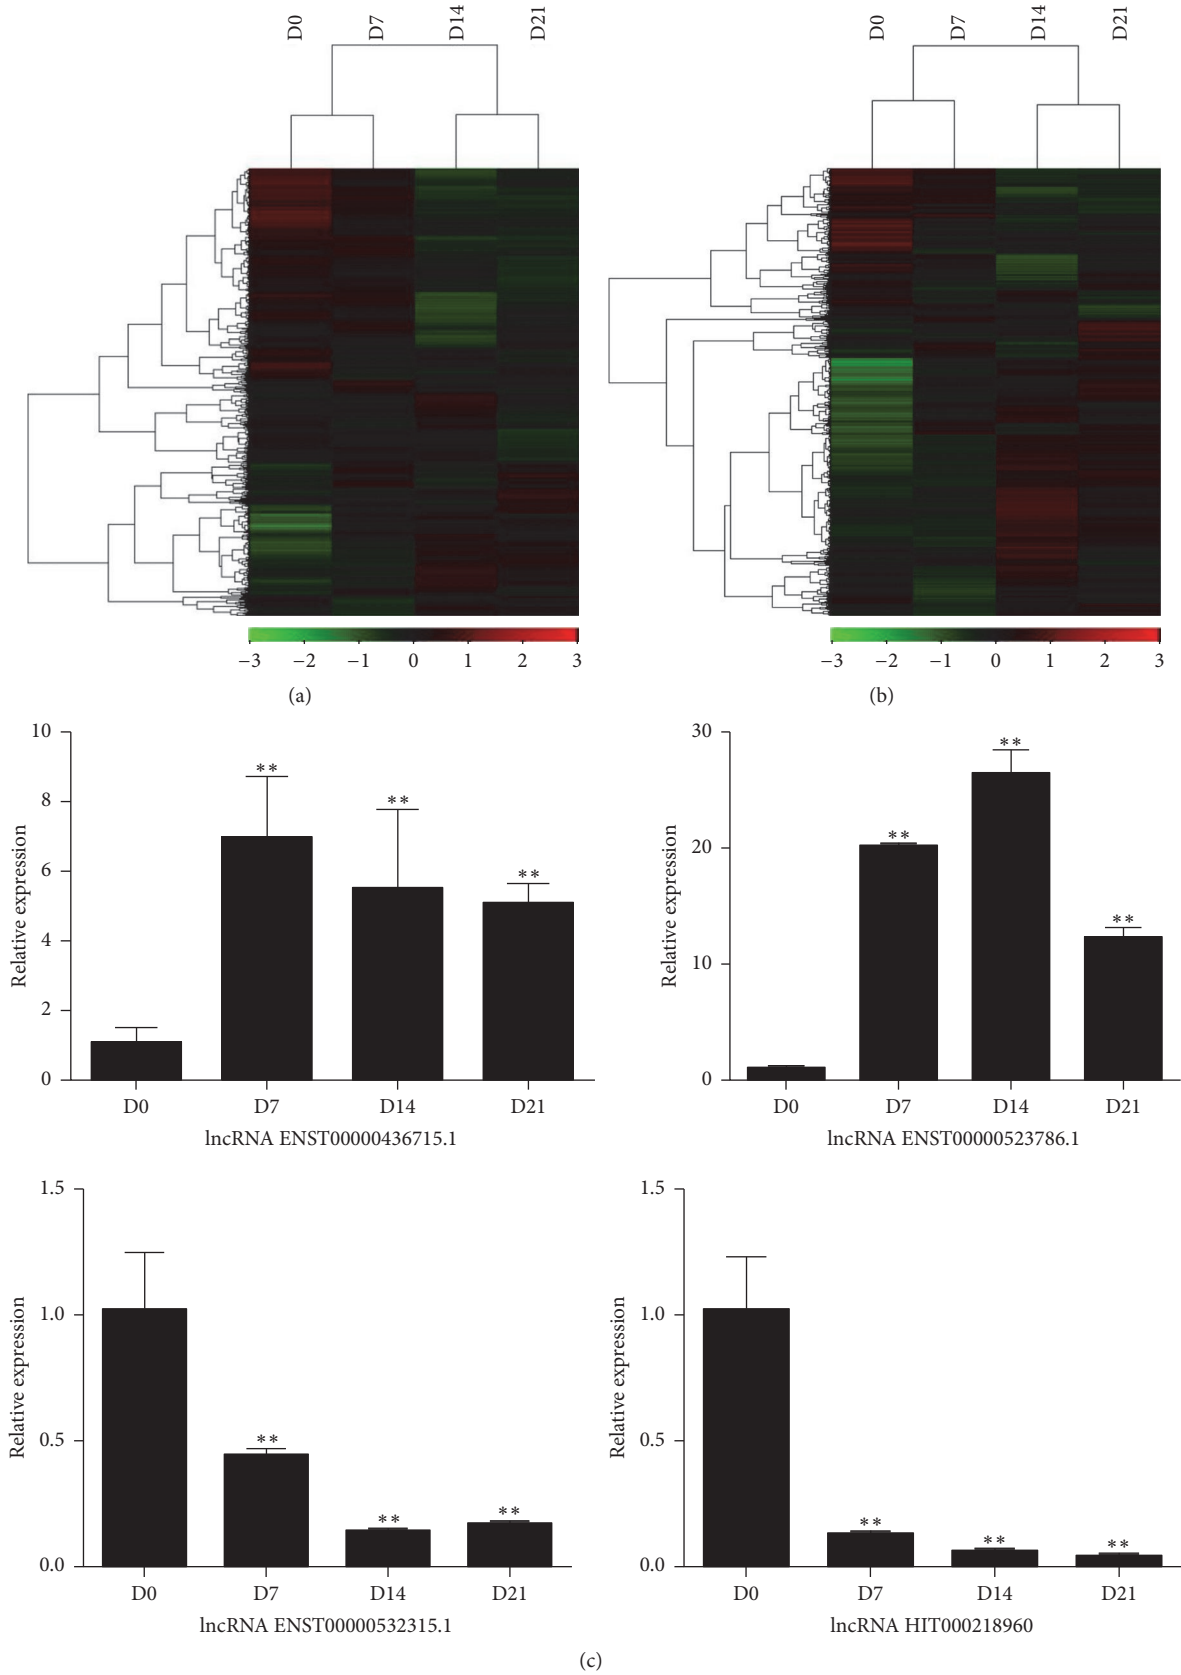 D0 D7 D14 D21
D0 D7 D14 D21
−3 −2 −1 0 1 2 3
−3 −2 −1 0 1 2 3
(a)
(b)
10
8
6
4
2
0
Relative expression
** ** **
D0 D7 D14 D21
lncRNA ENST00000436715.1
30
20
10
0
Relative expression
** ** **
D0 D7 D14 D21
lncRNA ENST00000523786.1
1.5
1.0
0.5
0.0
Relative expression
** ** **
D0 D7 D14 D21
lncRNA ENST00000532315.1
1.5
1.0
0.5
0.0
Relative expression
** ** **
D0 D7 D14 D21
lncRNA HIT000218960
(c)